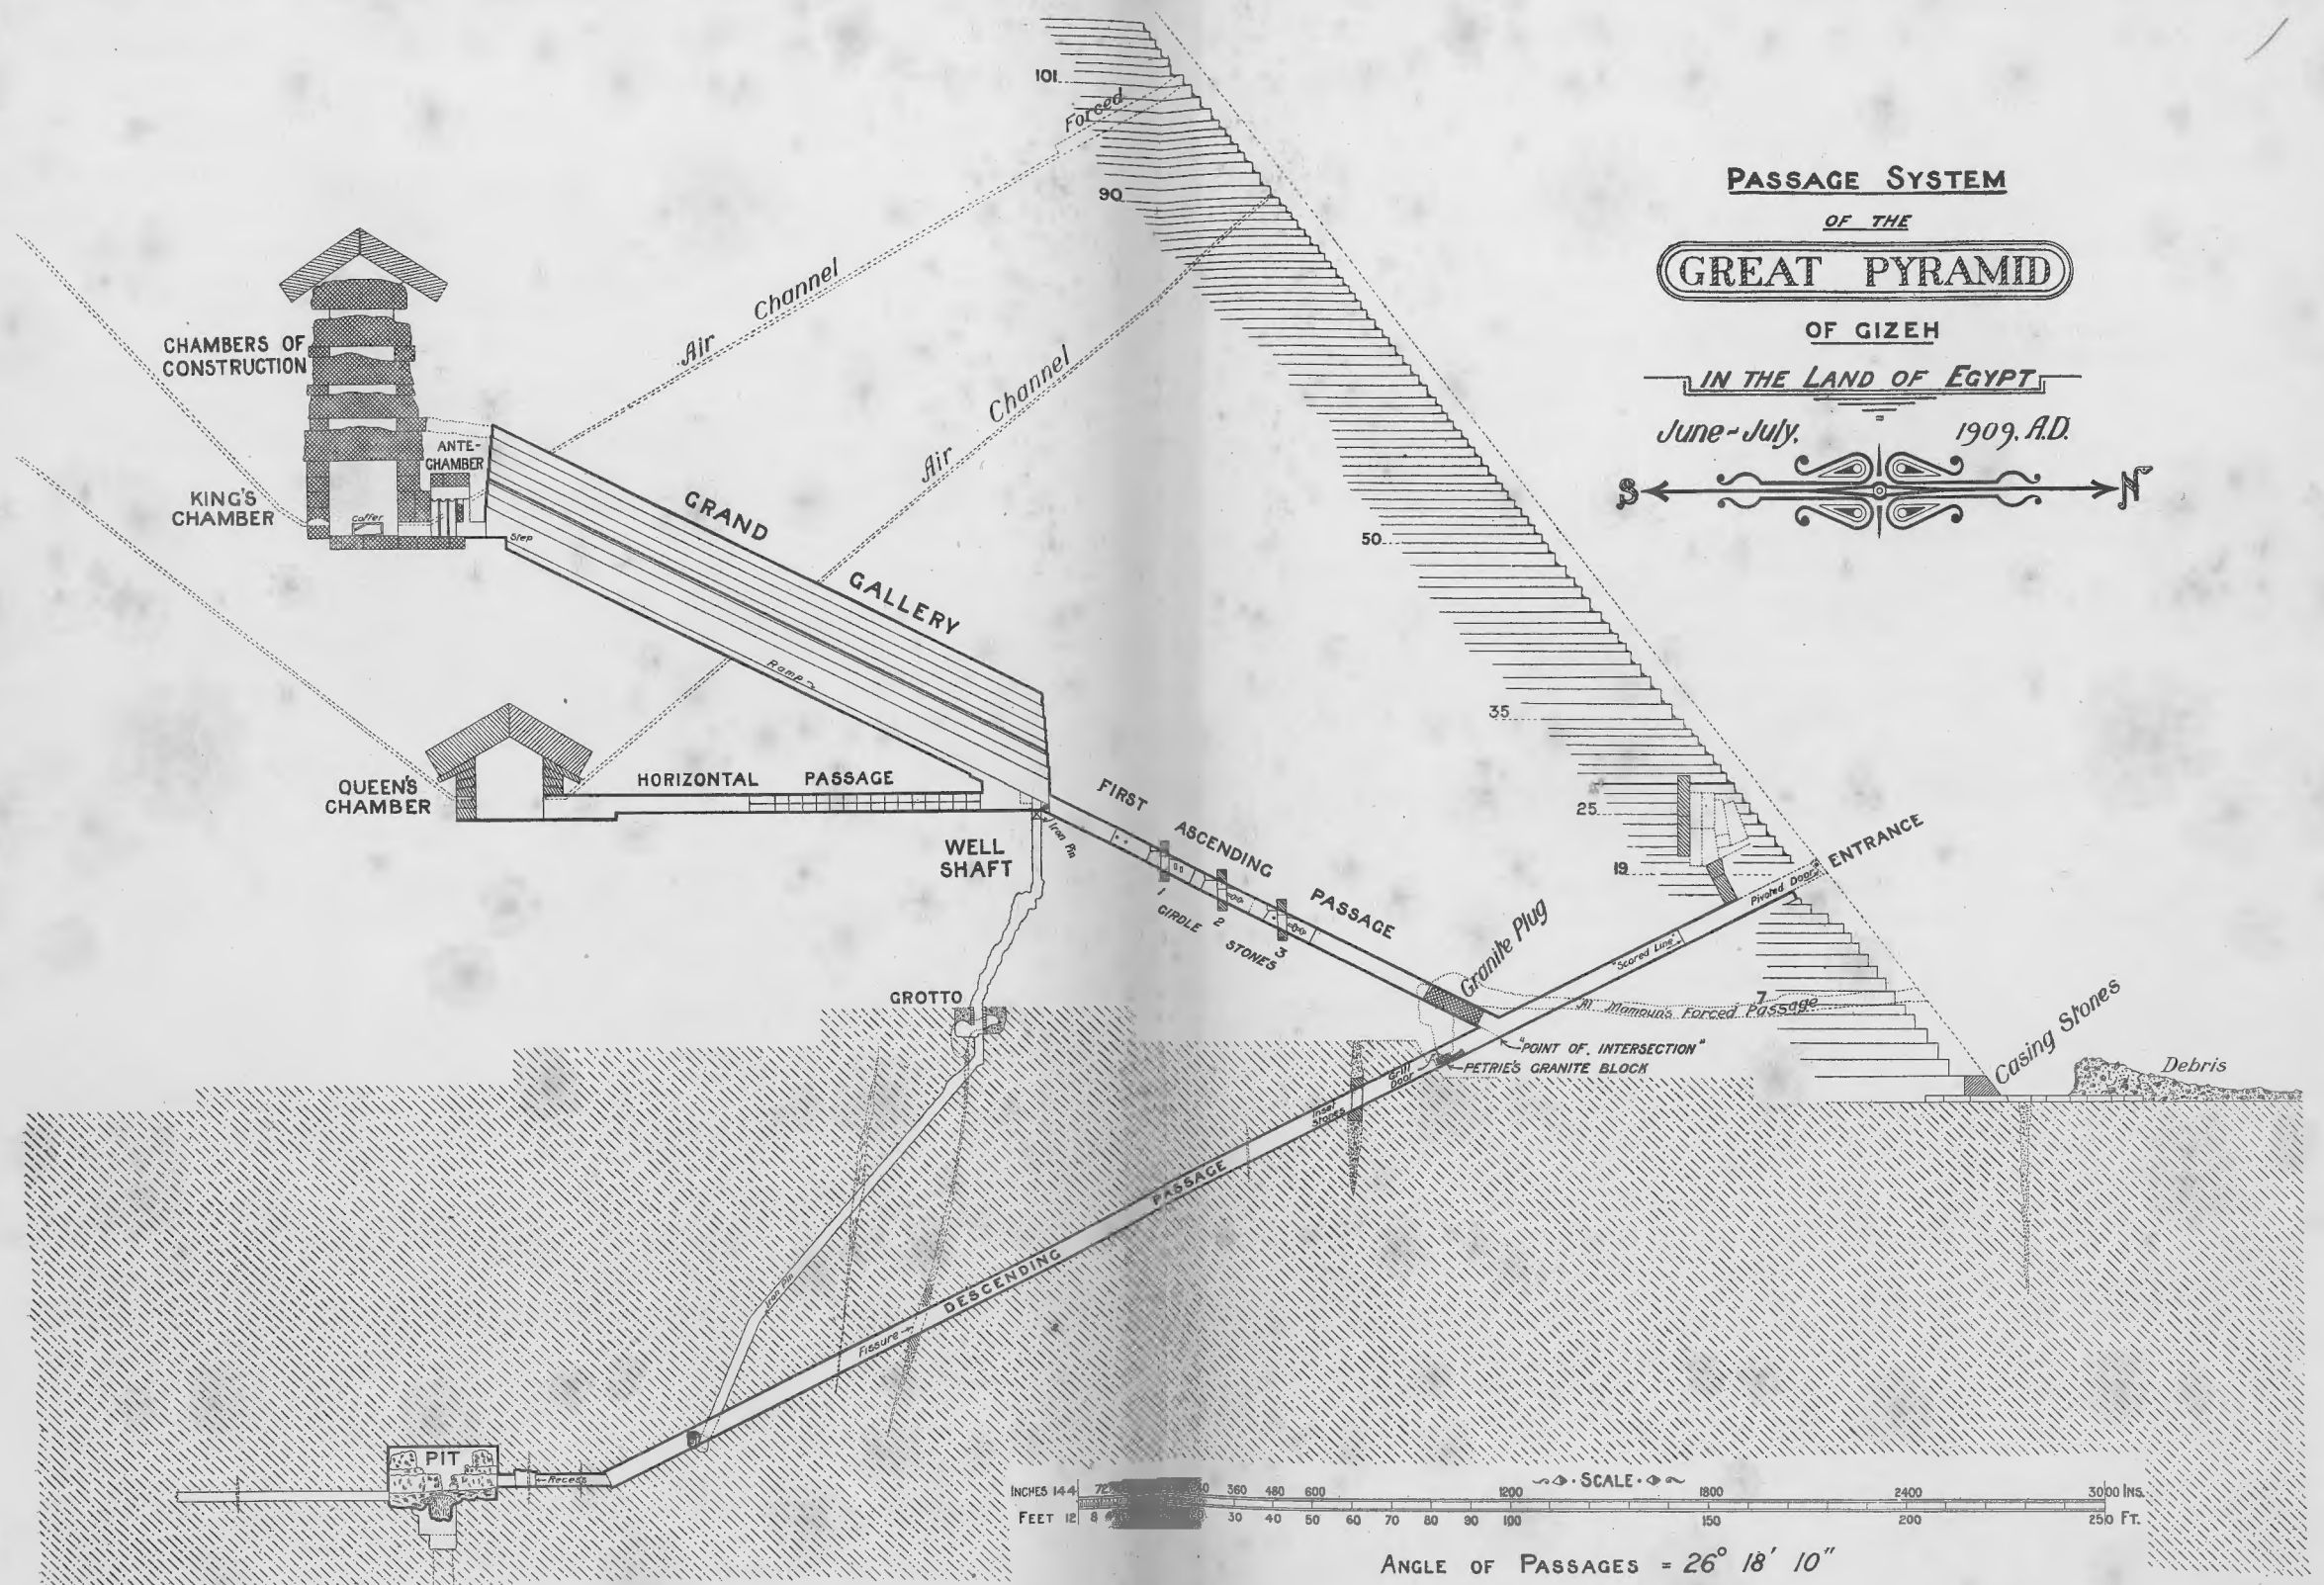 PASSAGE SYSTEM
OF THE
GREAT PYRAMID
OF GIZEH
IN THE LAND OF EGYPT
June-July. 1909. A.D.
S N
101
Forced
90
Air Channel
Air Channel
CHAMBERS OF
CONSTRUCTION
ANTE-
CHAMBER
KING'S
CHAMBER
Coffer
Step
GRAND GALLERY
Ramp
50
35
25
19
7
QUEEN'S
CHAMBER
HORIZONTAL PASSAGE
WELL
SHAFT
Iron Pin
FIRST ASCENDING PASSAGE
1 2 3
GIRDLE STONES
Granite Plug
ENTRANCE
Pivoted Door
"Scored Line"
Al Mamoun's Forced Passage
"POINT OF INTERSECTION"
PETRIE'S GRANITE BLOCK
Grill
Door
Inset
Stones
Casing Stones
Debris
GROTTO
Iron Pin
DESCENDING PASSAGE
Fissure
PIT
Recess
SCALE
INCHES 144 72 360 480 600 1200 1800 2400 3000 INS.
FEET 12 8 30 40 50 60 70 80 90 100 150 200 250 FT.
ANGLE OF PASSAGES = 26° 18' 10"